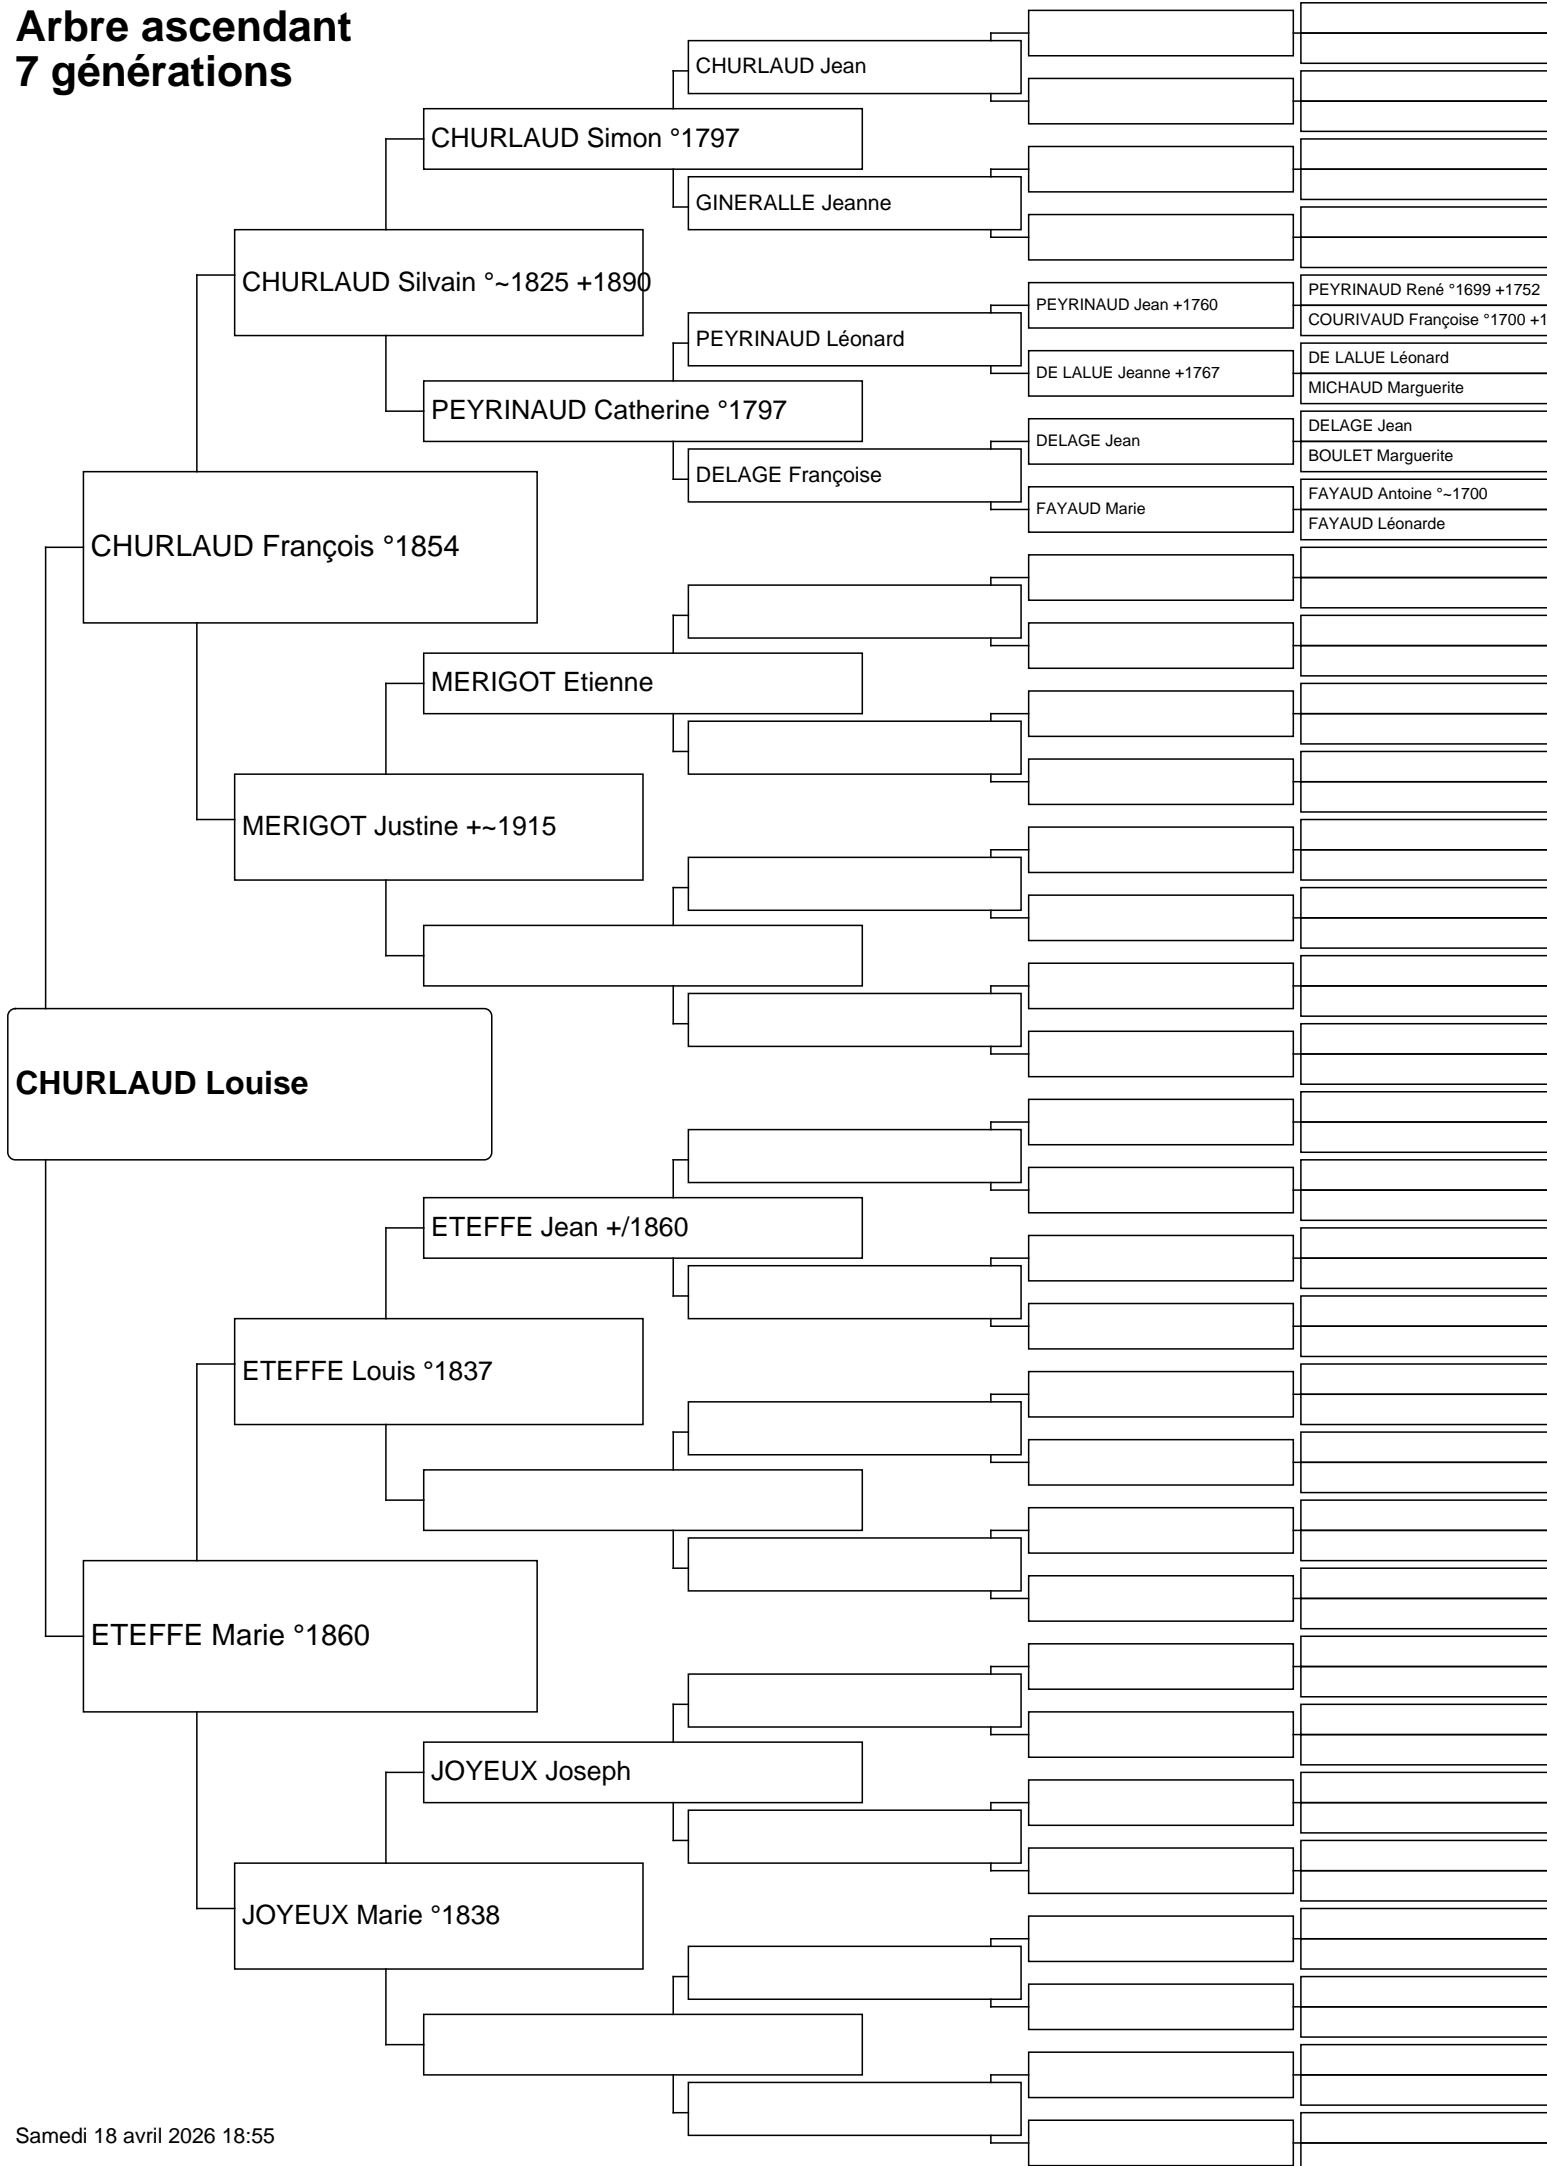 Arbre ascendant
7 générations
CHURLAUD Jean
CHURLAUD Simon °1797
GINERALLE Jeanne
CHURLAUD Silvain °~1825 +1890
PEYRINAUD René °1699 +1752
PEYRINAUD Jean +1760
COURIVAUD Françoise °1700 +1
PEYRINAUD Léonard
DE LALUE Léonard
DE LALUE Jeanne +1767
MICHAUD Marguerite
PEYRINAUD Catherine °1797
DELAGE Jean
DELAGE Jean
BOULET Marguerite
DELAGE Françoise
FAYAUD Antoine °~1700
FAYAUD Marie
FAYAUD Léonarde
CHURLAUD François °1854
MERIGOT Etienne
MERIGOT Justine +~1915
CHURLAUD Louise
ETEFFE Jean +/1860
ETEFFE Louis °1837
ETEFFE Marie °1860
JOYEUX Joseph
JOYEUX Marie °1838
Samedi 18 avril 2026 18:55